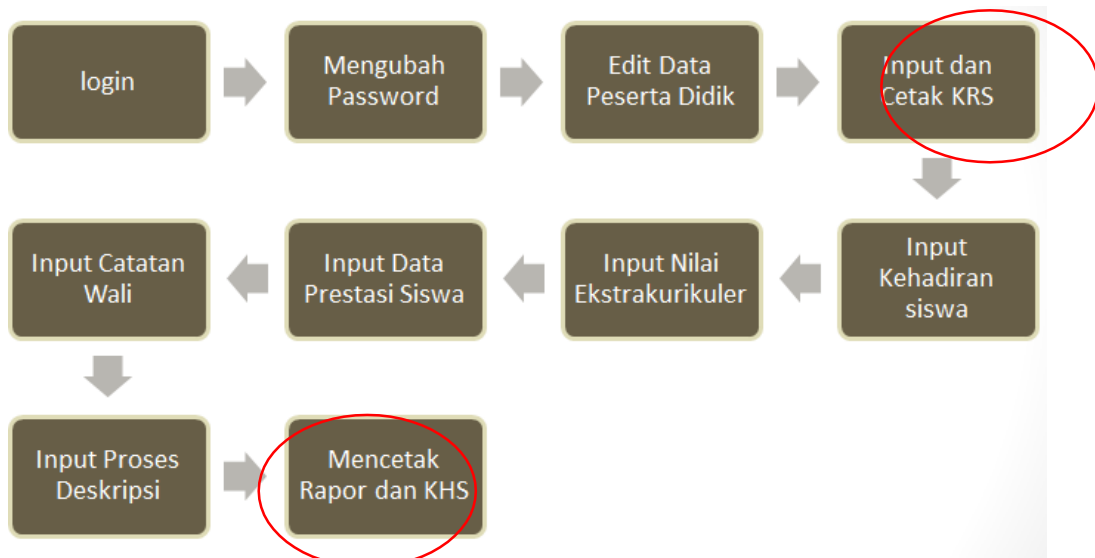 login
Mengubah
Password
Edit Data
Peserta Didik
Input dan
Cetak KRS
Input
Kehadiran
siswa
Input Nilai
Ekstrakurikuler
Input Data
Prestasi Siswa
Input Catatan
Wali
Input Proses
Deskripsi
Mencetak
Rapor dan KHS